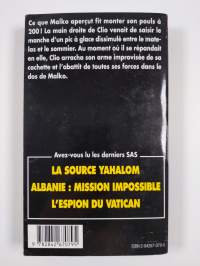 Ce que Malko aperçut fit monter son pouls à
200 ! La main droite de Clio venait de saisir le
manche d'un pic à glace dissimulé entre le mate-
las et le sommier. Au moment où il se répandait
en elle, Clio arracha son arme improvisée de sa
cachette et l'abattit de toutes ses forces dans le
dos de Malko.
Avez-vous lu les derniers SAS
LA SOURCE YAHALOM
ALBANIE : MISSION IMPOSSIBLE
L'ESPION DU VATICAN
9 782842 670795